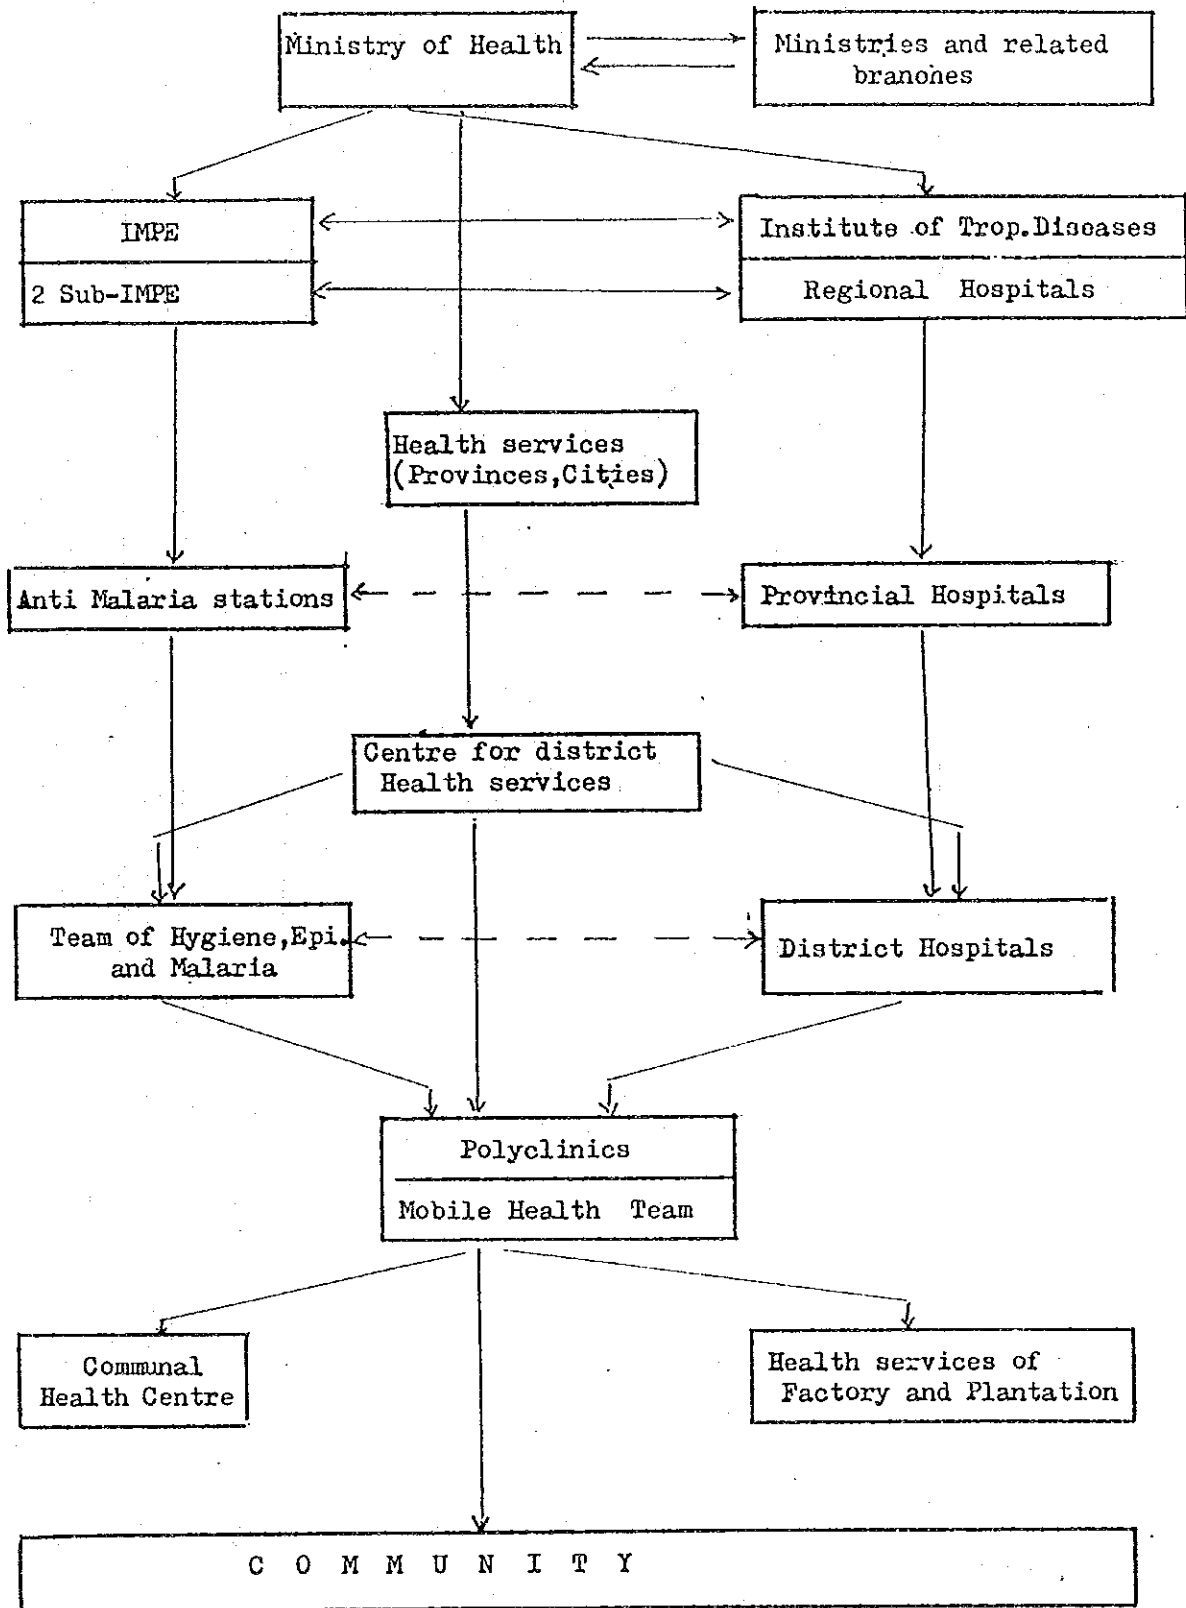 Ministry of Health
Ministries and related
branches
IMPE
2 Sub-IMPE
Institute of Trop.Diseases
Regional Hospitals
Health services
(Provinces,Cities)
Anti Malaria stations
Provincial Hospitals
Centre for district
Health services
Team of Hygiene,Epi.
and Malaria
District Hospitals
Polyclinics
Mobile Health Team
Communal
Health Centre
Health services of
Factory and Plantation
C O M M U N I T Y